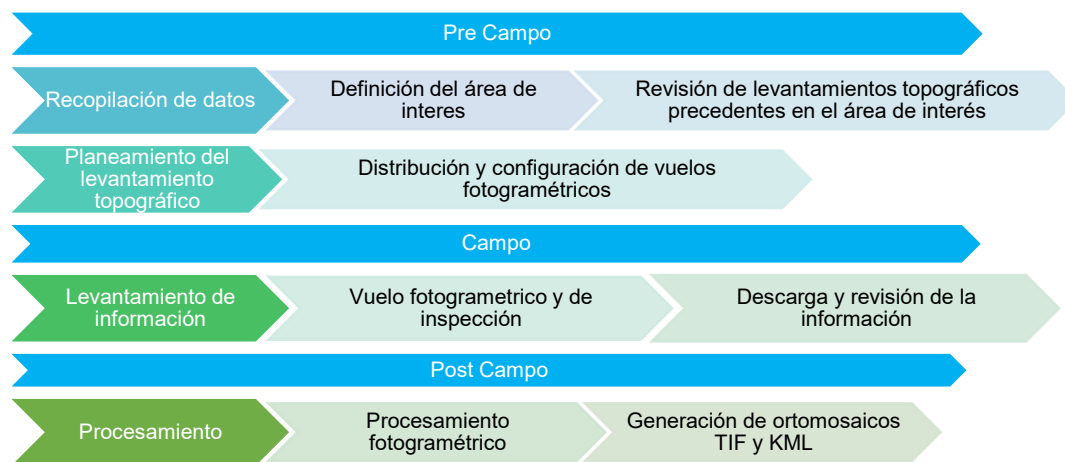 Pre Campo
Recopilación de datos
Definición del área de
interes
Revisión de levantamientos topográficos
precedentes en el área de interés
Planeamiento del
levantamiento
topográfico
Distribución y configuración de vuelos
fotogramétricos
Campo
Levantamiento de
información
Vuelo fotogrametrico y de
inspección
Descarga y revisión de la
información
Post Campo
Procesamiento
Procesamiento
fotogramétrico
Generación de ortomosaicos
TIF y KML